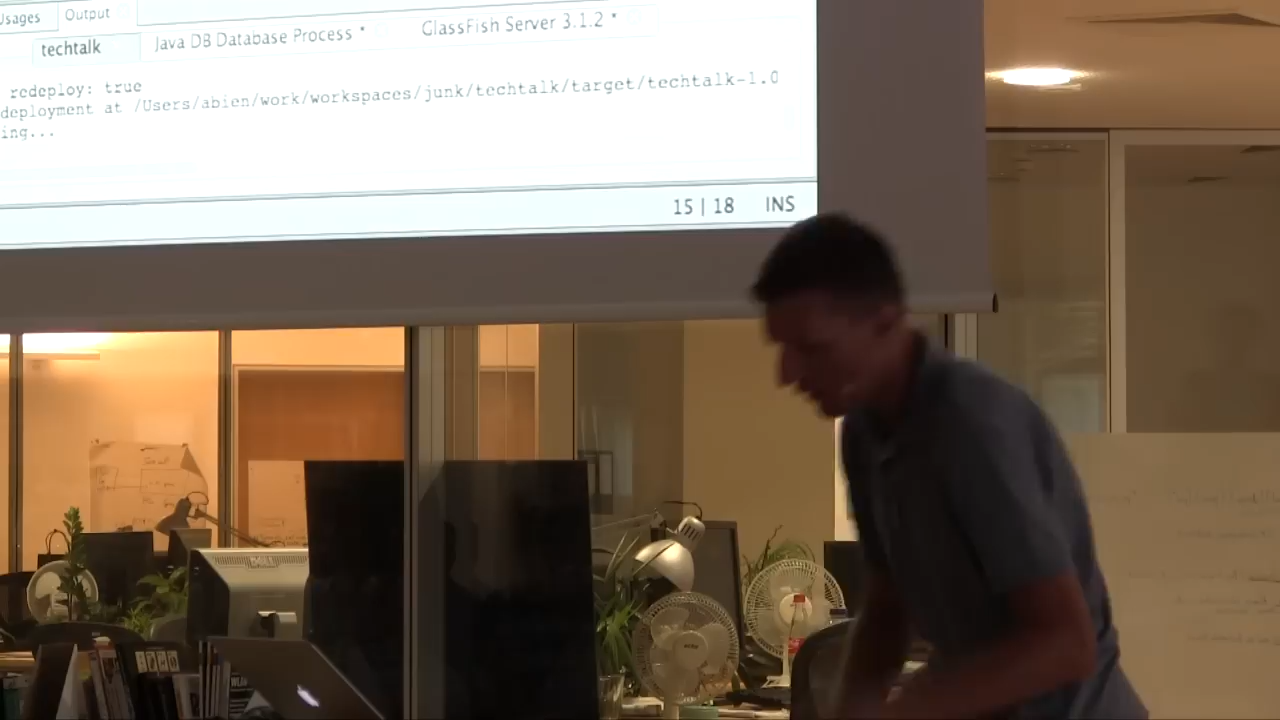 Usages Output
techtalk Java DB Database Process * GlassFish Server 3.1.2 *
redeploy: true
deployment at /Users/abien/work/workspaces/junk/techtalk/target/techtalk-1.0
ing...
15 | 18 INS